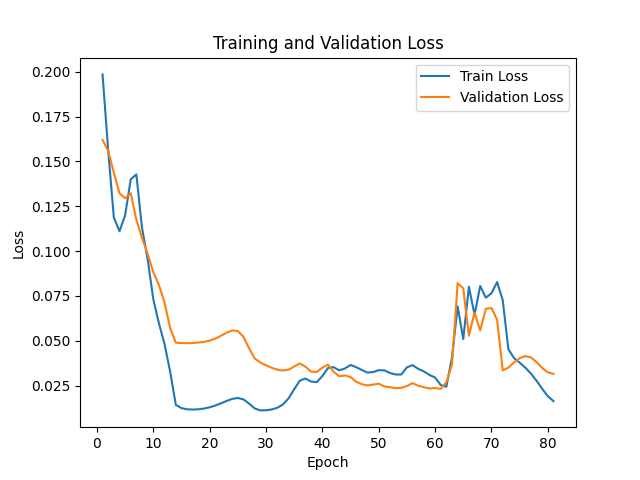 Training and Validation Loss
Train Loss
Validation Loss
0.200
0.175
0.150
0.125
0.100
0.075
0.050
0.025
Loss
0 10 20 30 40 50 60 70 80
Epoch